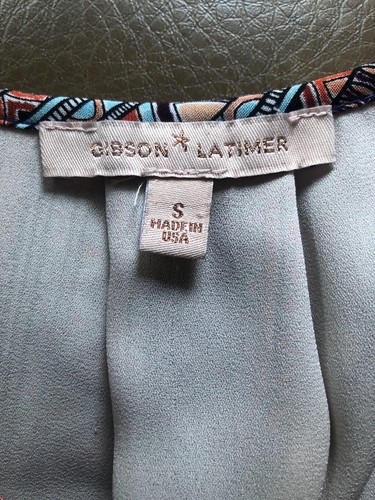 GIBSON LATIMER
S
MADE IN
USA